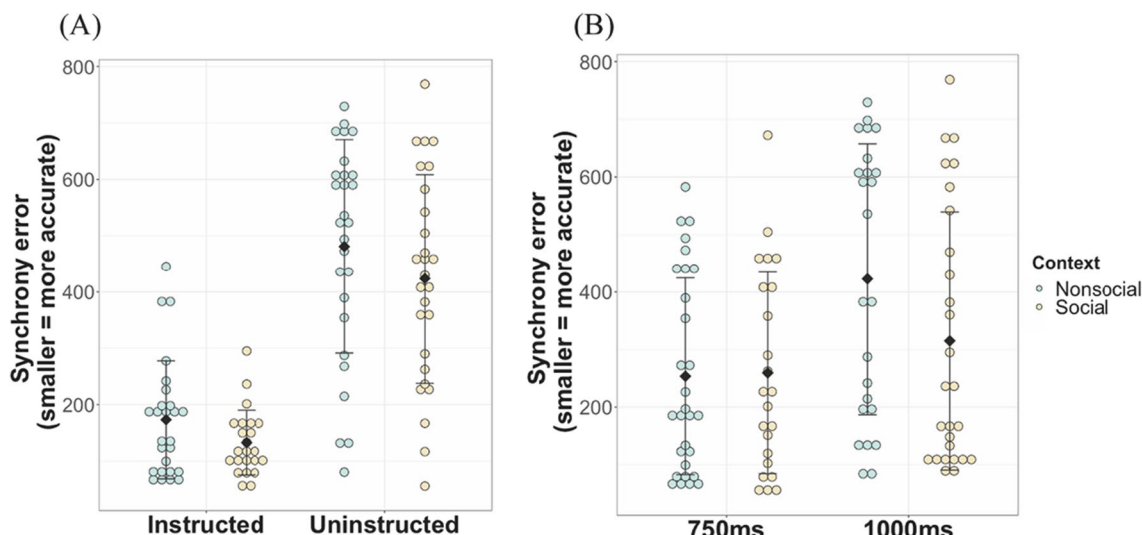 (A)
800
600
400
200
Synchrony error
(smaller = more accurate)
Instructed
Uninstructed
(B)
800
600
400
200
Synchrony error
(smaller = more accurate)
750ms
1000ms
Context
Nonsocial
Social